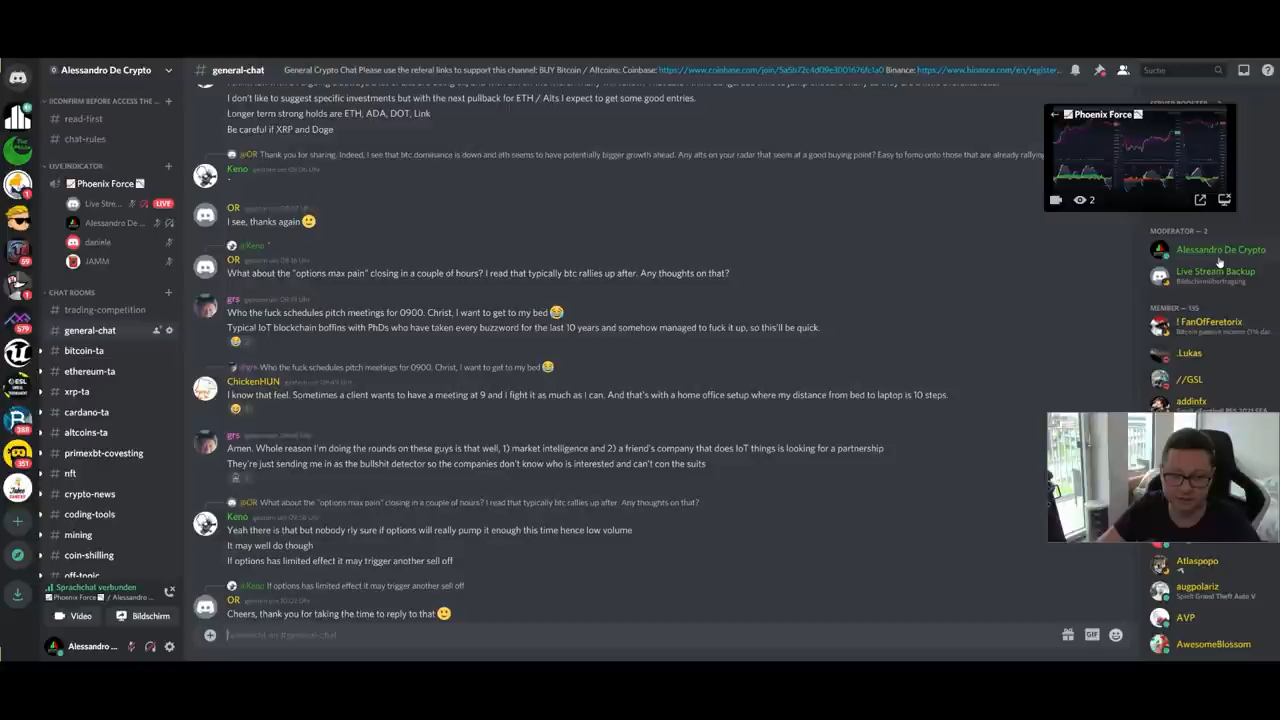 Alessandro De Crypto
general-chat
General Crypto Chat Please use the referal links to support this channel: BUY Bitcoin / Altcoins: Coinbase: https://www.coinbase.com/join/5a5b72c4d09e3001676fc1a0 Binance: https://www.binance.com/en/register...
Suche
CONFIRM BEFORE ACCESS THE ...
read-first
chat-rules
LIVE INDICATOR
Phoenix Force
Live Stre...
LIVE
Alessandro De ...
daniele
JAMM
CHAT ROOMS
trading-competition
general-chat
bitcoin-ta
ethereum-ta
xrp-ta
cardano-ta
altcoins-ta
primexbt-covesting
nft
crypto-news
coding-tools
mining
coin-shilling
off-topic
Sprachchat verbunden
Phoenix Force / Alessandro ...
Video
Bildschirm
Alessandro ...
I don't like to suggest specific investments but with the next pullback for ETH / Alts I expect to get some good entries.
Longer term strong holds are ETH, ADA, DOT, Link
Be careful if XRP and Doge
@OR Thank you for sharing. Indeed, I see that btc dominance is down and eth seems to have potentially bigger growth ahead. Any alts on your radar that seem at a good buying point? Easy to fomo onto those that are already rallying
Keno
OR
I see, thanks again
@Keno
OR
What about the "options max pain" closing in a couple of hours? I read that typically btc rallies up after. Any thoughts on that?
grs
Who the fuck schedules pitch meetings for 0900. Christ, I want to get to my bed
Typical IoT blockchain boffins with PhDs who have taken every buzzword for the last 10 years and somehow managed to fuck it up, so this'll be quick.
@grs Who the fuck schedules pitch meetings for 0900. Christ, I want to get to my bed
ChickenHUN
I know that feel. Sometimes a client wants to have a meeting at 9 and I fight it as much as I can. And that's with a home office setup where my distance from bed to laptop is 10 steps.
grs
Amen. Whole reason I'm doing the rounds on these guys is that well, 1) market intelligence and 2) a friend's company that does IoT things is looking for a partnership
They're just sending me in as the bullshit detector so the companies don't know who is interested and can't con the suits
@OR What about the "options max pain" closing in a couple of hours? I read that typically btc rallies up after. Any thoughts on that?
Keno
Yeah there is that but nobody rly sure if options will really pump it enough this time hence low volume
It may well do though
If options has limited effect it may trigger another sell off
@Keno If options has limited effect it may trigger another sell off
OR
Cheers, thank you for taking the time to reply to that
GIF
Phoenix Force
2
MODERATOR — 2
Alessandro De Crypto
Live Stream Backup
Bildschirmübertragung
MEMBER — 135
! FanOfFeretorix
.Lukas
//GSL
addinfx
Atlaspopo
augpolariz
Spielt Grand Theft Auto V
AVP
AwesomeBlossom